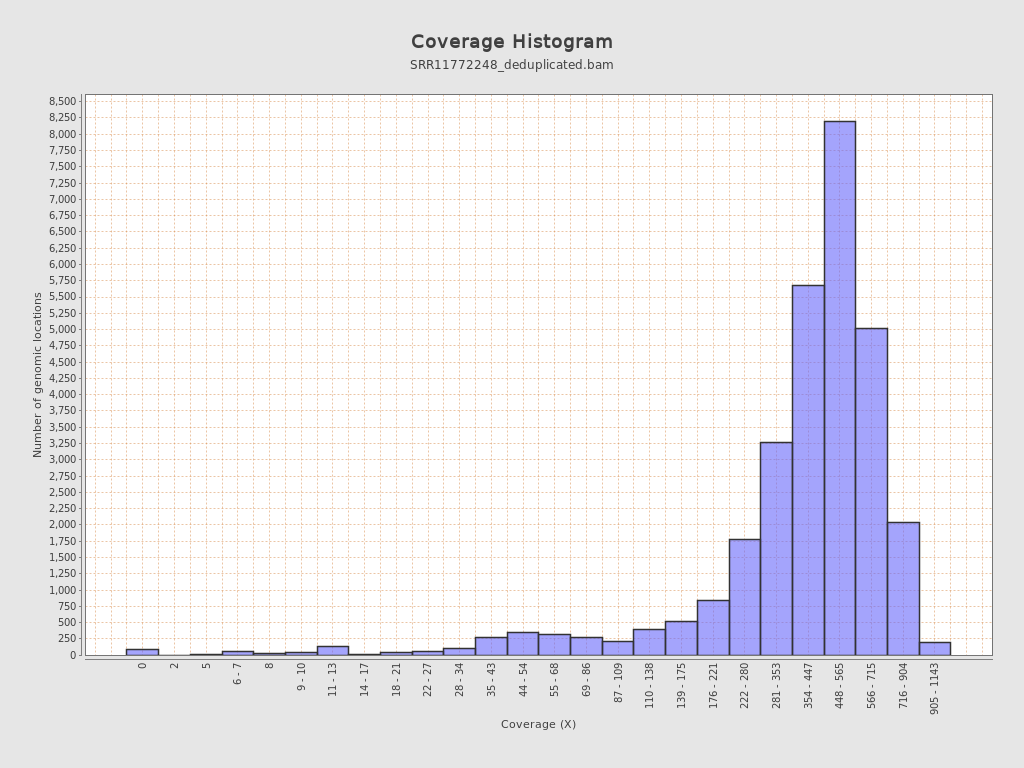 Coverage Histogram
SRR11772248_deduplicated.bam
Number of genomic locations
8,500
8,250
8,000
7,750
7,500
7,250
7,000
6,750
6,500
6,250
6,000
5,750
5,500
5,250
5,000
4,750
4,500
4,250
4,000
3,750
3,500
3,250
3,000
2,750
2,500
2,250
2,000
1,750
1,500
1,250
1,000
750
500
250
0
0
2
5
6 - 7
8
9 - 10
11 - 13
14 - 17
18 - 21
22 - 27
28 - 34
35 - 43
44 - 54
55 - 68
69 - 86
87 - 109
110 - 138
139 - 175
176 - 221
222 - 280
281 - 353
354 - 447
448 - 565
566 - 715
716 - 904
905 - 1143
Coverage (X)